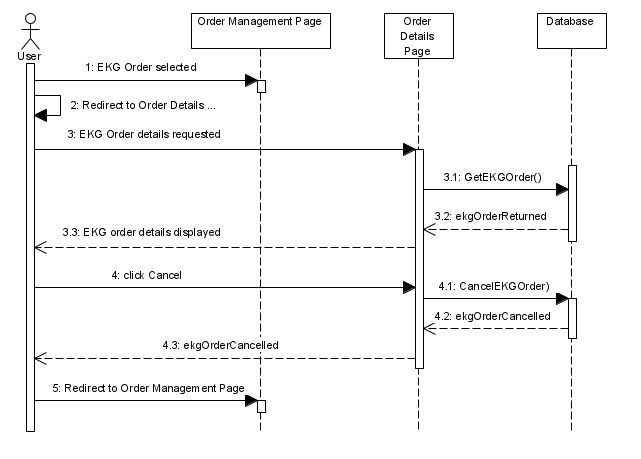 Order Management Page
Order
Details
Page
Database
User
1: EKG Order selected
2: Redirect to Order Details ...
3: EKG Order details requested
3.1: GetEKGOrder()
3.2: ekgOrderReturned
3.3: EKG order details displayed
4: click Cancel
4.1: CancelEKGOrder)
4.2: ekgOrderCancelled
4.3: ekgOrderCancelled
5: Redirect to Order Management Page